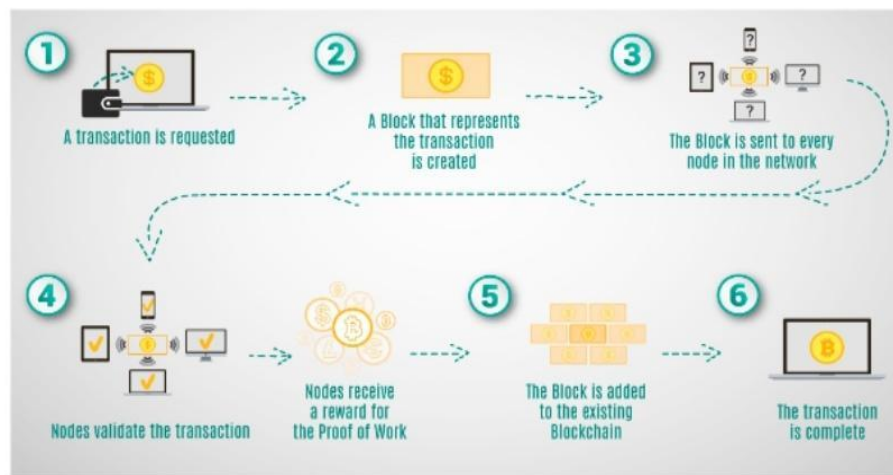 1
A transaction is requested
2
A Block that represents
the transaction
is created
3
The Block is sent to every
node in the network
4
Nodes validate the transaction
Nodes receive
a reward for
the Proof of Work
5
The Block is added
to the existing
Blockchain
6
The transaction
is complete